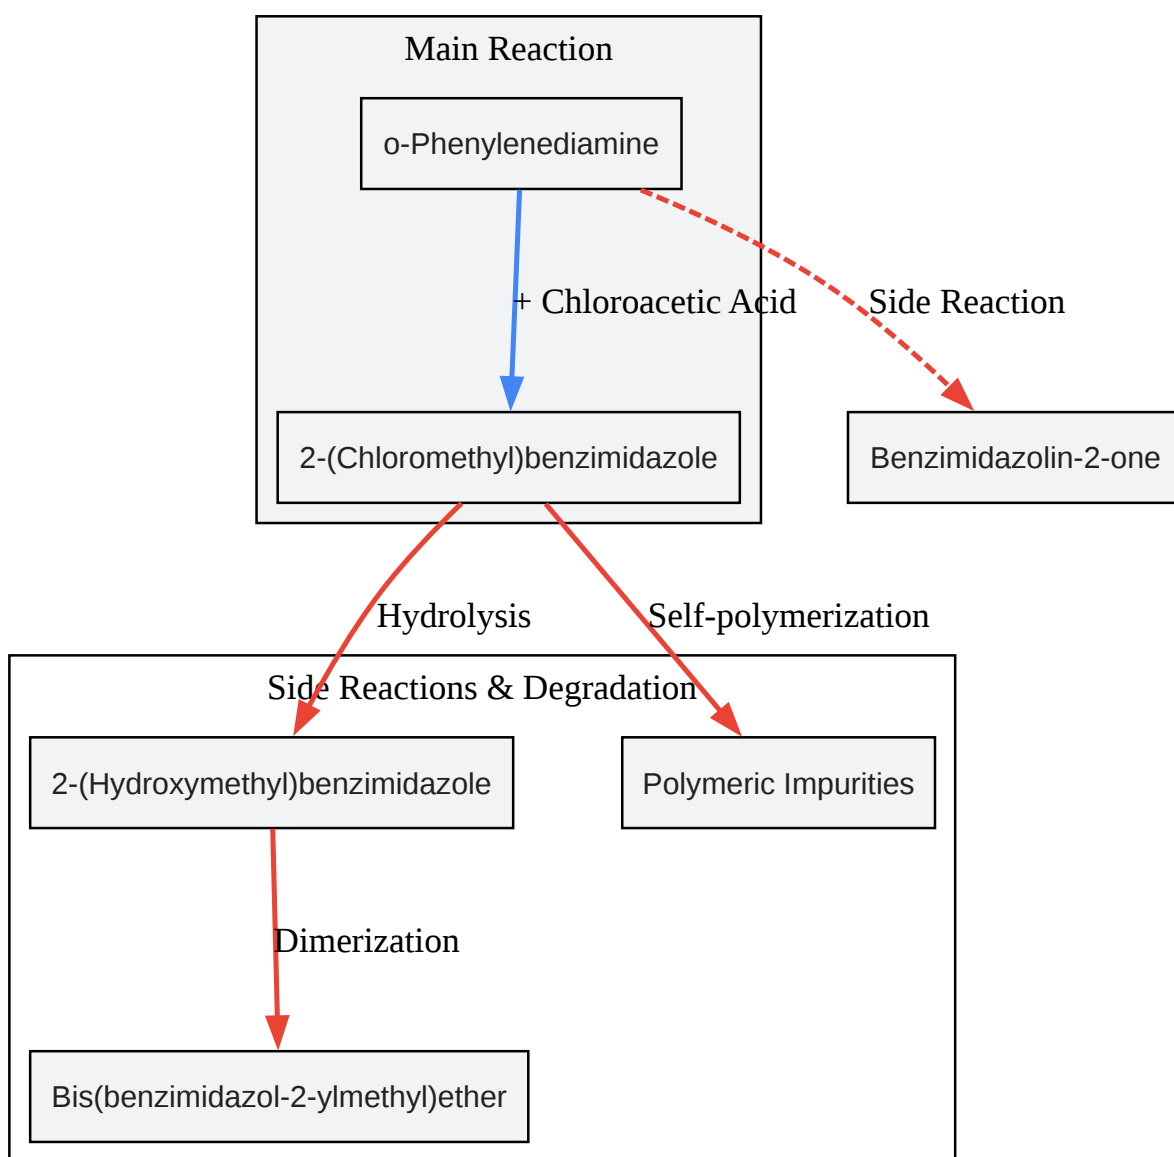 Main Reaction
o-Phenylenediamine
+ Chloroacetic Acid
Side Reaction
2-(Chloromethyl)benzimidazole
Benzimidazolin-2-one
Hydrolysis
Self-polymerization
Side Reactions & Degradation
2-(Hydroxymethyl)benzimidazole
Polymeric Impurities
Dimerization
Bis(benzimidazol-2-ylmethyl)ether